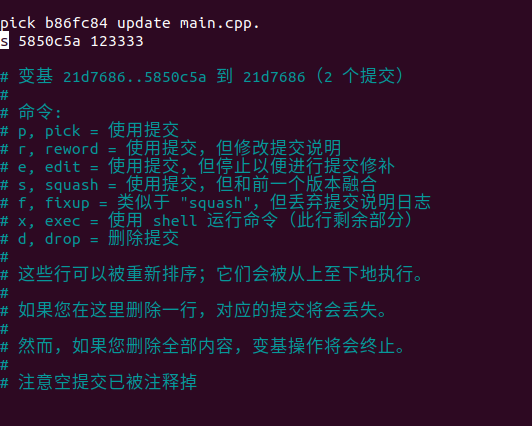 pick b86fc84 update main.cpp.
s 5850c5a 123333
# 变基 21d7686..5850c5a 到 21d7686（2 个提交）
#
# 命令:
# p, pick = 使用提交
# r, reword = 使用提交，但修改提交说明
# e, edit = 使用提交，但停止以便进行提交修补
# s, squash = 使用提交，但和前一个版本融合
# f, fixup = 类似于 "squash"，但丢弃提交说明日志
# x, exec = 使用 shell 运行命令（此行剩余部分）
# d, drop = 删除提交
#
# 这些行可以被重新排序；它们会被从上至下地执行。
#
# 如果您在这里删除一行，对应的提交将会丢失。
#
# 然而，如果您删除全部内容，变基操作将会终止。
#
# 注意空提交已被注释掉